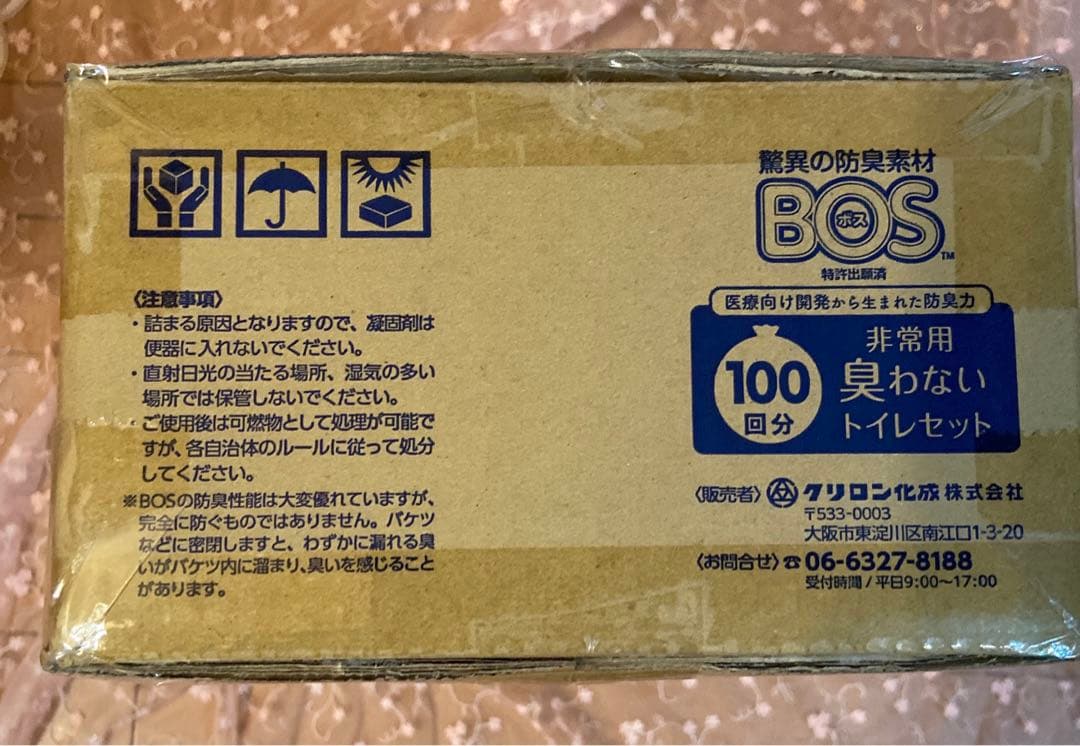 〈注意事項〉
・詰まる原因となりますので、凝固剤は
便器に入れないでください。
・直射日光の当たる場所、湿気の多い
場所では保管しないでください。
・ご使用後は可燃物として処理が可能で
すが、各自治体のルールに従って処分
してください。
※BOSの防臭性能は大変優れていますが、
完全に防ぐものではありません。バケツ
などに密閉しますと、わずかに漏れる臭
いがバケツ内に溜まり、臭いを感じること
があります。
驚異の防臭素材
BOS
ボス
TM
特許出願済
医療向け開発から生まれた防臭力
100
回分
非常用
臭わない
トイレセット
〈販売者〉クリロン化成株式会社
〒533-0003
大阪市東淀川区南江口1-3-20
〈お問合せ〉☎06-6327-8188
受付時間/平日9:00〜17:00